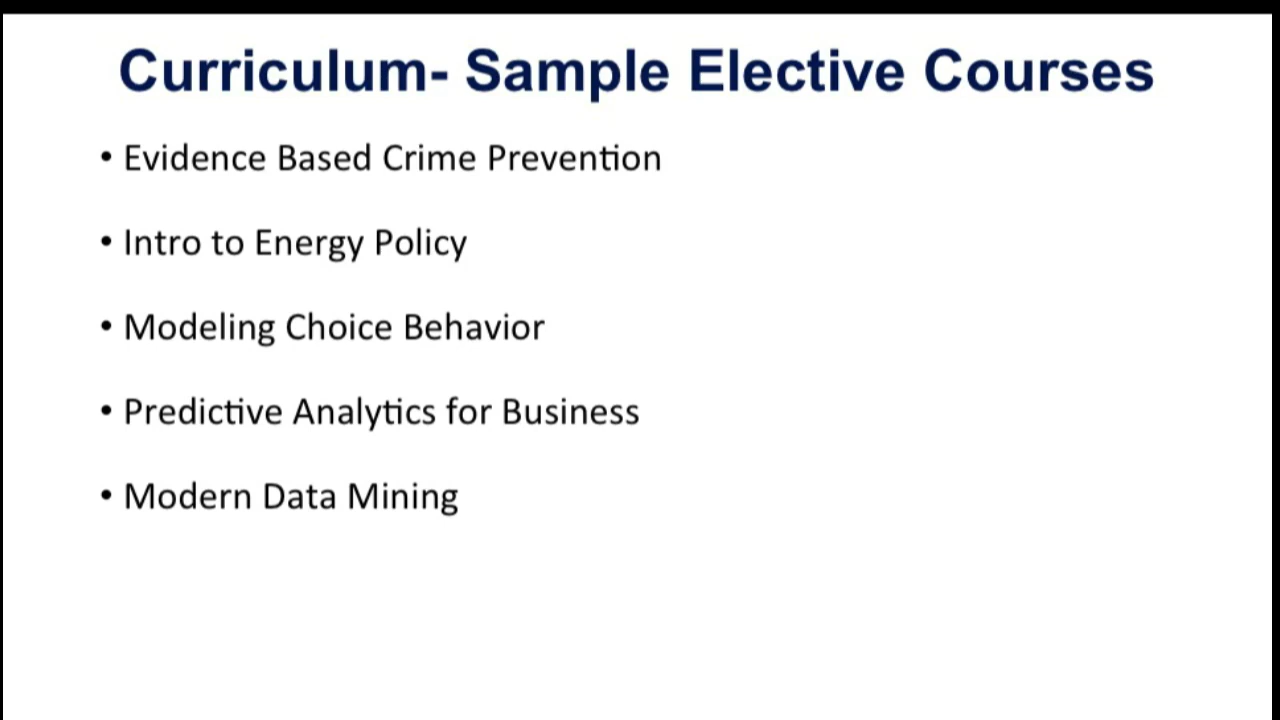 Curriculum- Sample Elective Courses
• Evidence Based Crime Prevention
• Intro to Energy Policy
• Modeling Choice Behavior
• Predictive Analytics for Business
• Modern Data Mining